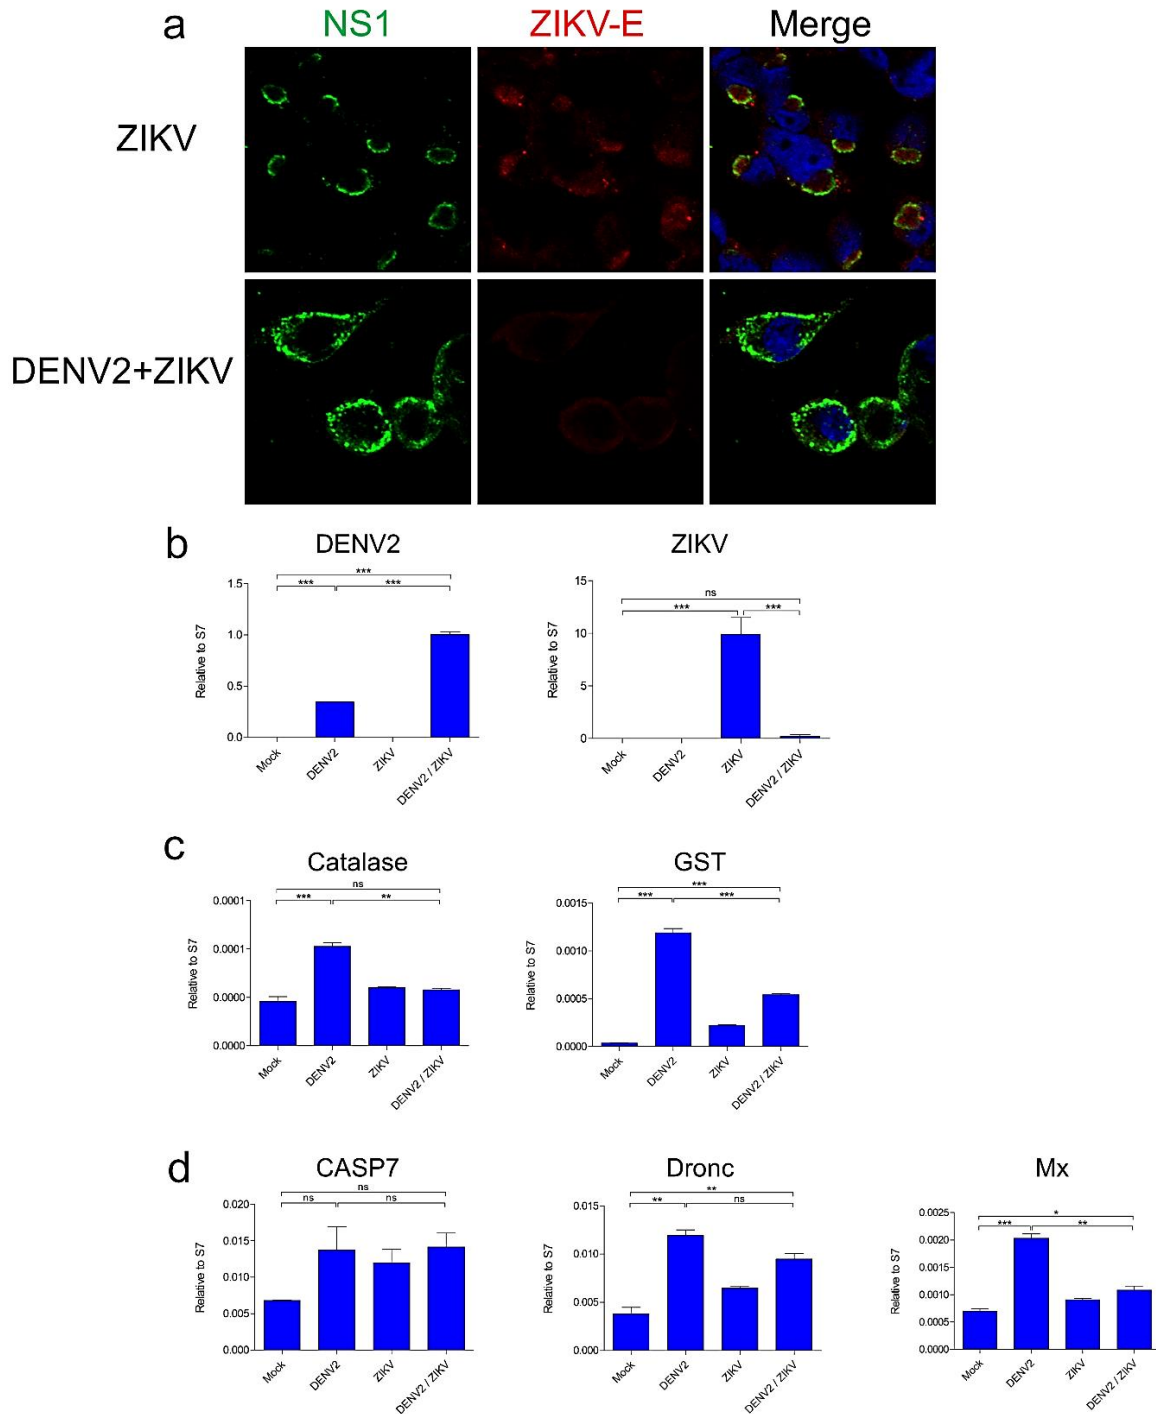 a
NS1 ZIKV-E Merge
ZIKV
DENV2+ZIKV
b
DENV2
***
*** ***
Relative to S7
1.5
1.0
0.5
0.0
Mock DENV2 ZIKV DENV2 / ZIKV
ZIKV
ns
*** ***
Relative to S7
15
10
5
0
Mock DENV2 ZIKV DENV2 / ZIKV
c
Catalase
ns
*** **
Relative to S7
0.0001
0.0001
0.0000
0.0000
Mock DENV2 ZIKV DENV2 / ZIKV
GST
***
*** ***
Relative to S7
0.0015
0.0010
0.0005
0.0000
Mock DENV2 ZIKV DENV2 / ZIKV
d
CASP7
ns
ns ns
Relative to S7
0.020
0.015
0.010
0.005
0.000
Mock DENV2 ZIKV DENV2 / ZIKV
Dronc
**
** ns
Relative to S7
0.015
0.010
0.005
0.000
Mock DENV2 ZIKV DENV2 / ZIKV
Mx
*
*** **
Relative to S7
0.0025
0.0020
0.0015
0.0010
0.0005
0.0000
Mock DENV2 ZIKV DENV2 / ZIKV